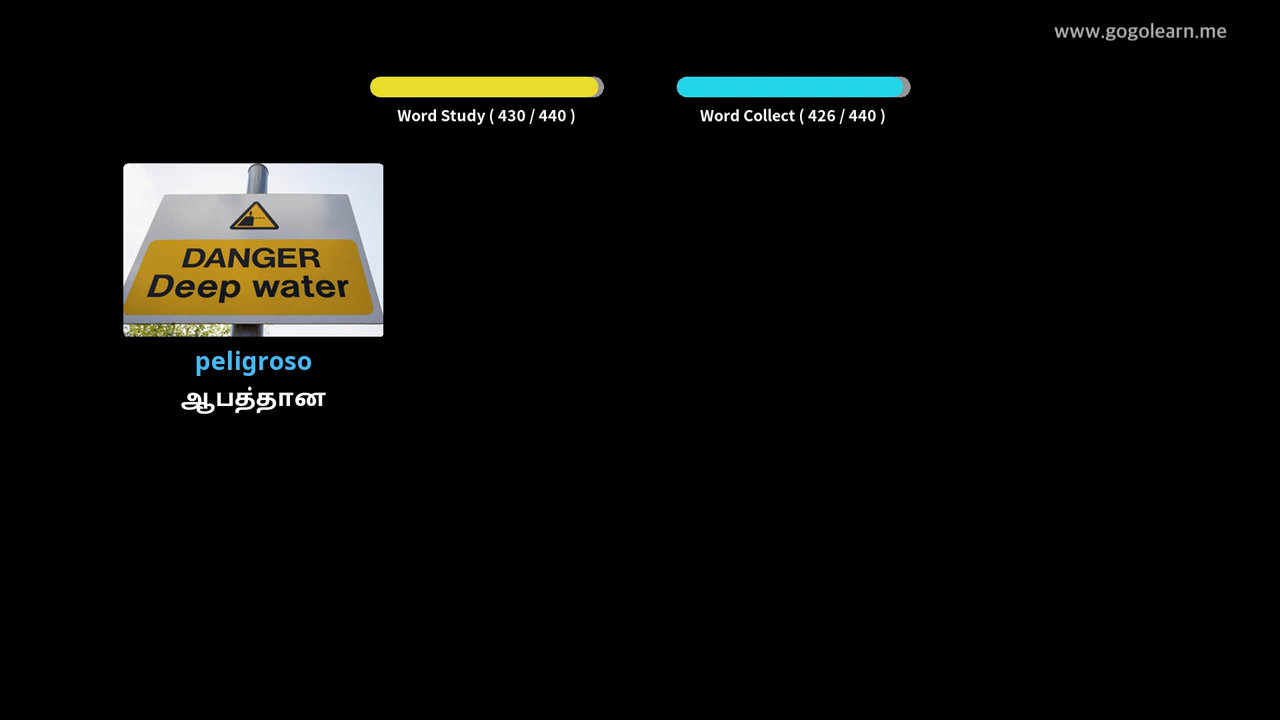 www.gogolearn.me
Word Study ( 430 / 440 )
Word Collect ( 426 / 440 )
DANGER
Deep water
peligroso
ஆபத்தான